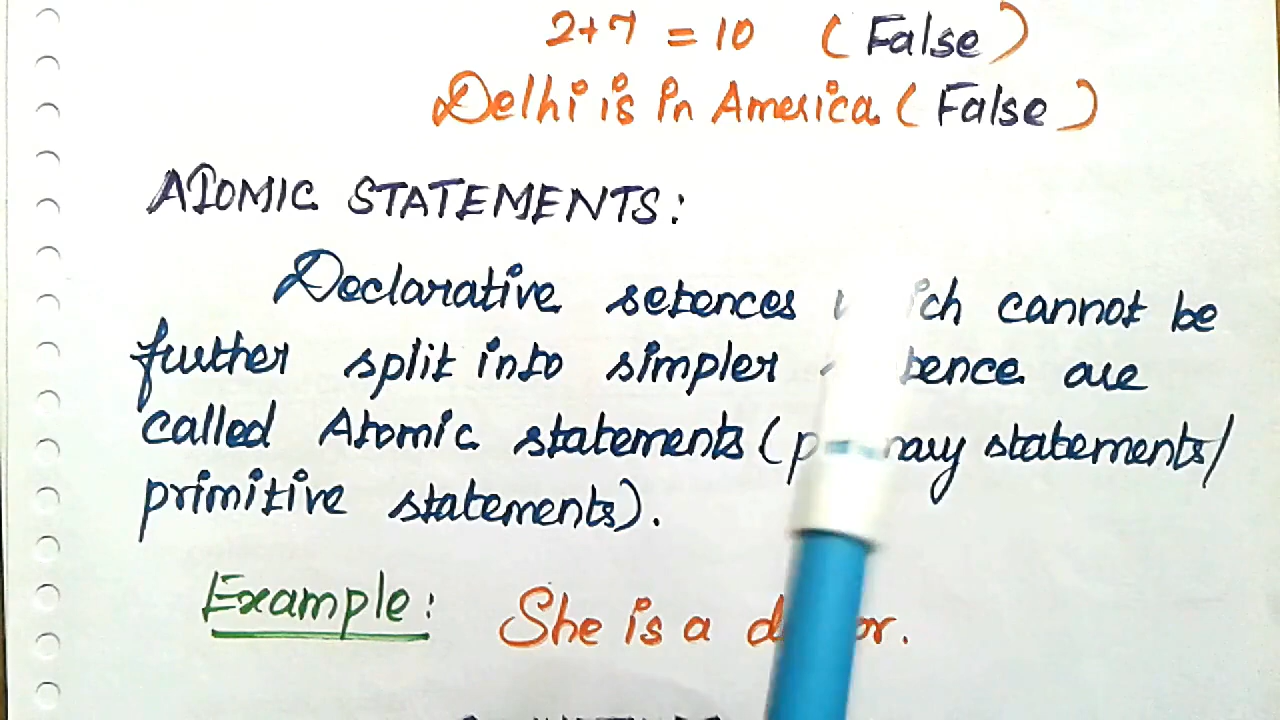 2+7 = 10 (False)
Delhi is in America (False)
ATOMIC STATEMENTS:
Declarative setences cannot be
further split into simpler are
called Atomic statements ( statements/
primitive statements).
Example: She is a